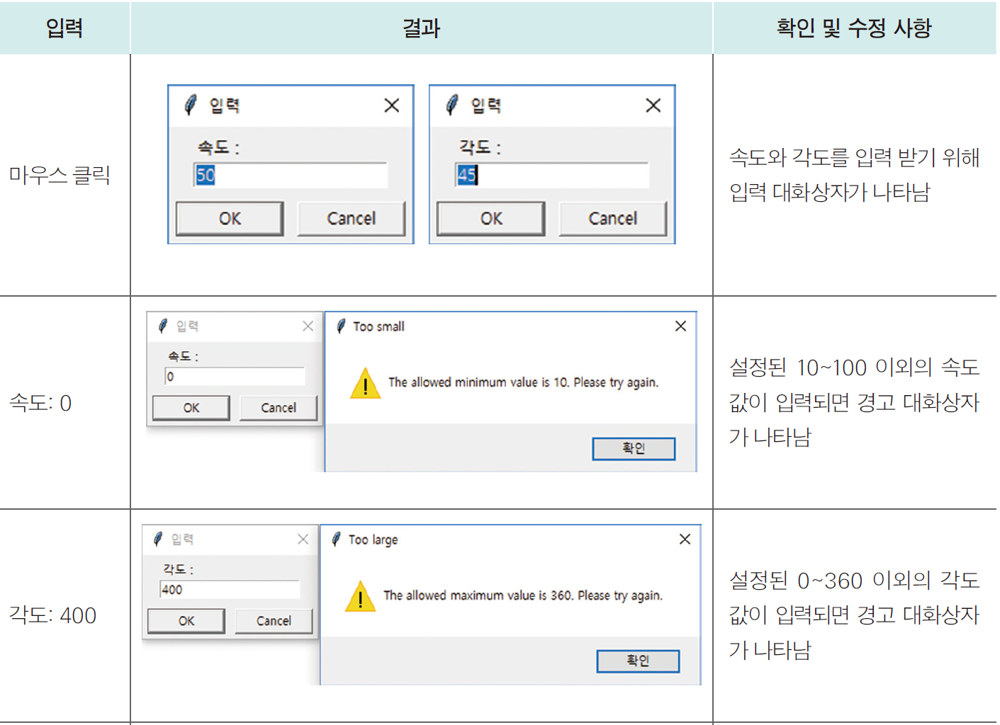 입력 결과 확인 및 수정 사항
마우스 클릭
입력
속도 :
50
OK Cancel
입력
각도 :
45
OK Cancel
속도와 각도를 입력 받기 위해
입력 대화상자가 나타남
속도: 0
입력
속도 :
0
OK Cancel
Too small
The allowed minimum value is 10. Please try again.
확인
설정된 10~100 이외의 속도
값이 입력되면 경고 대화상자
가 나타남
각도: 400
입력
각도 :
400
OK Cancel
Too large
The allowed maximum value is 360. Please try again.
확인
설정된 0~360 이외의 각도
값이 입력되면 경고 대화상자
가 나타남